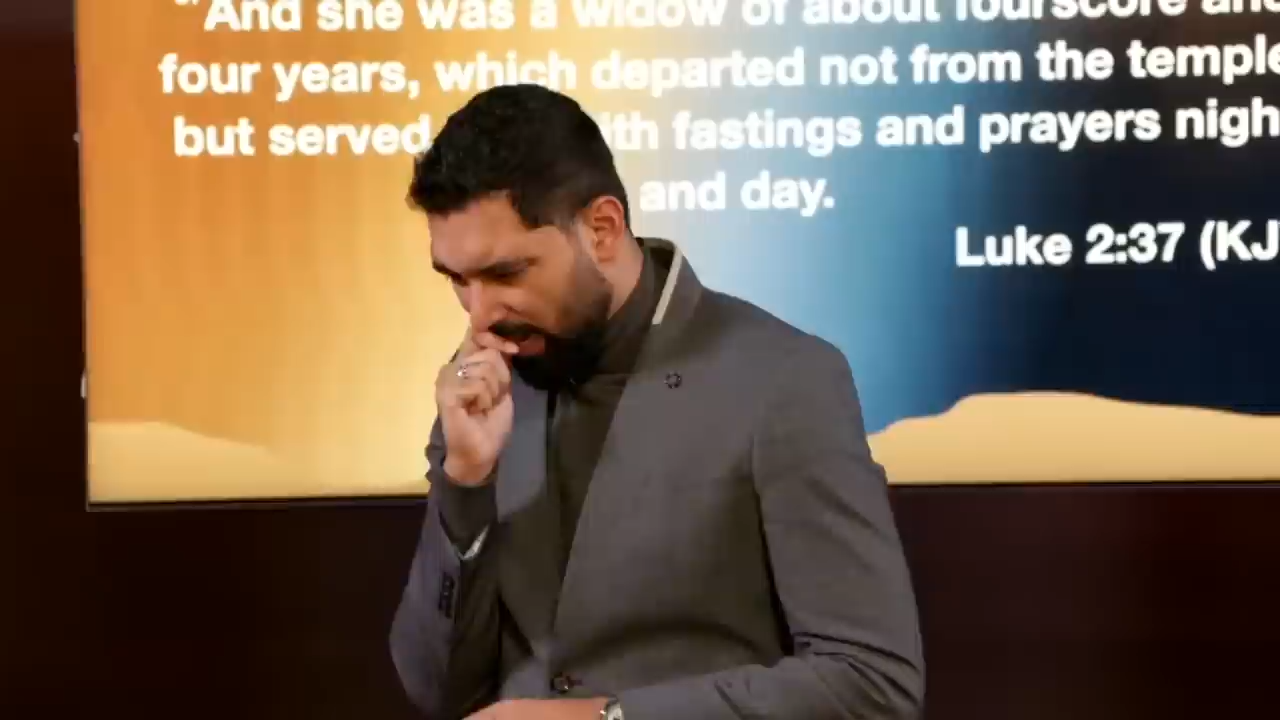 "And she was a widow of about fourscore and
four years, which departed not from the temple
but served ith fastings and prayers nigh
and day.
Luke 2:37 (KJ